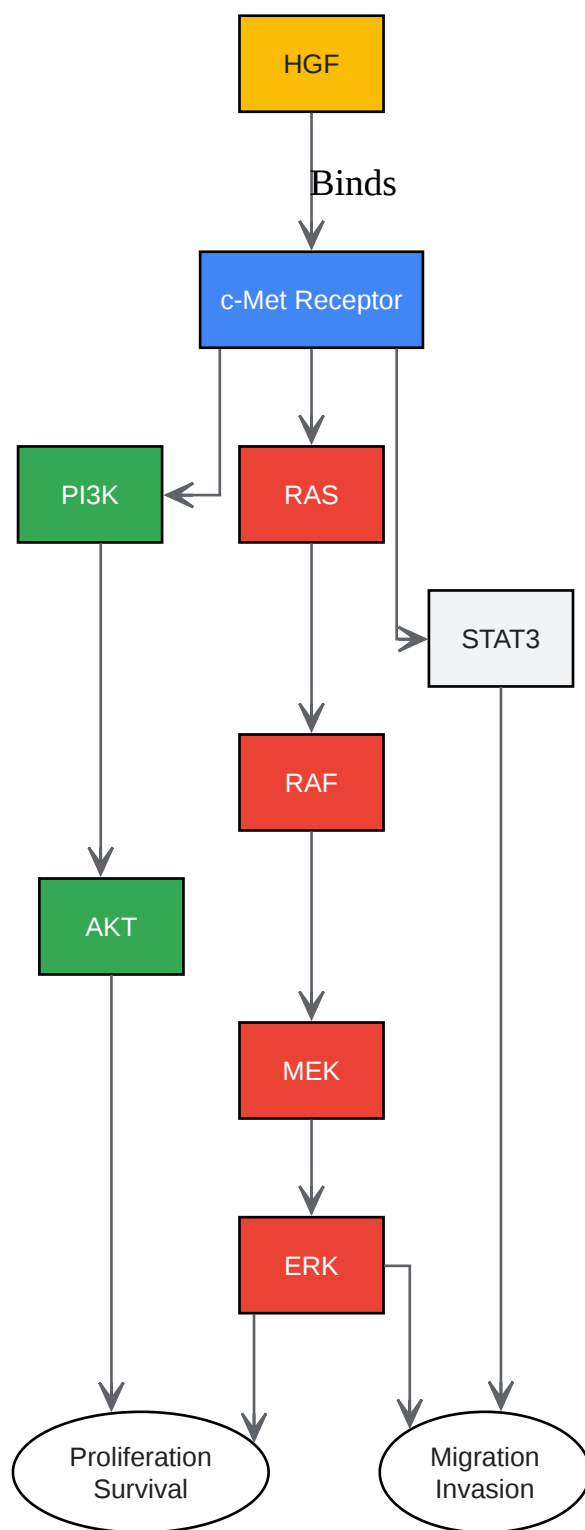 HGF
Binds
c-Met Receptor
PI3K
RAS
STAT3
RAF
AKT
MEK
ERK
Proliferation
Survival
Migration
Invasion